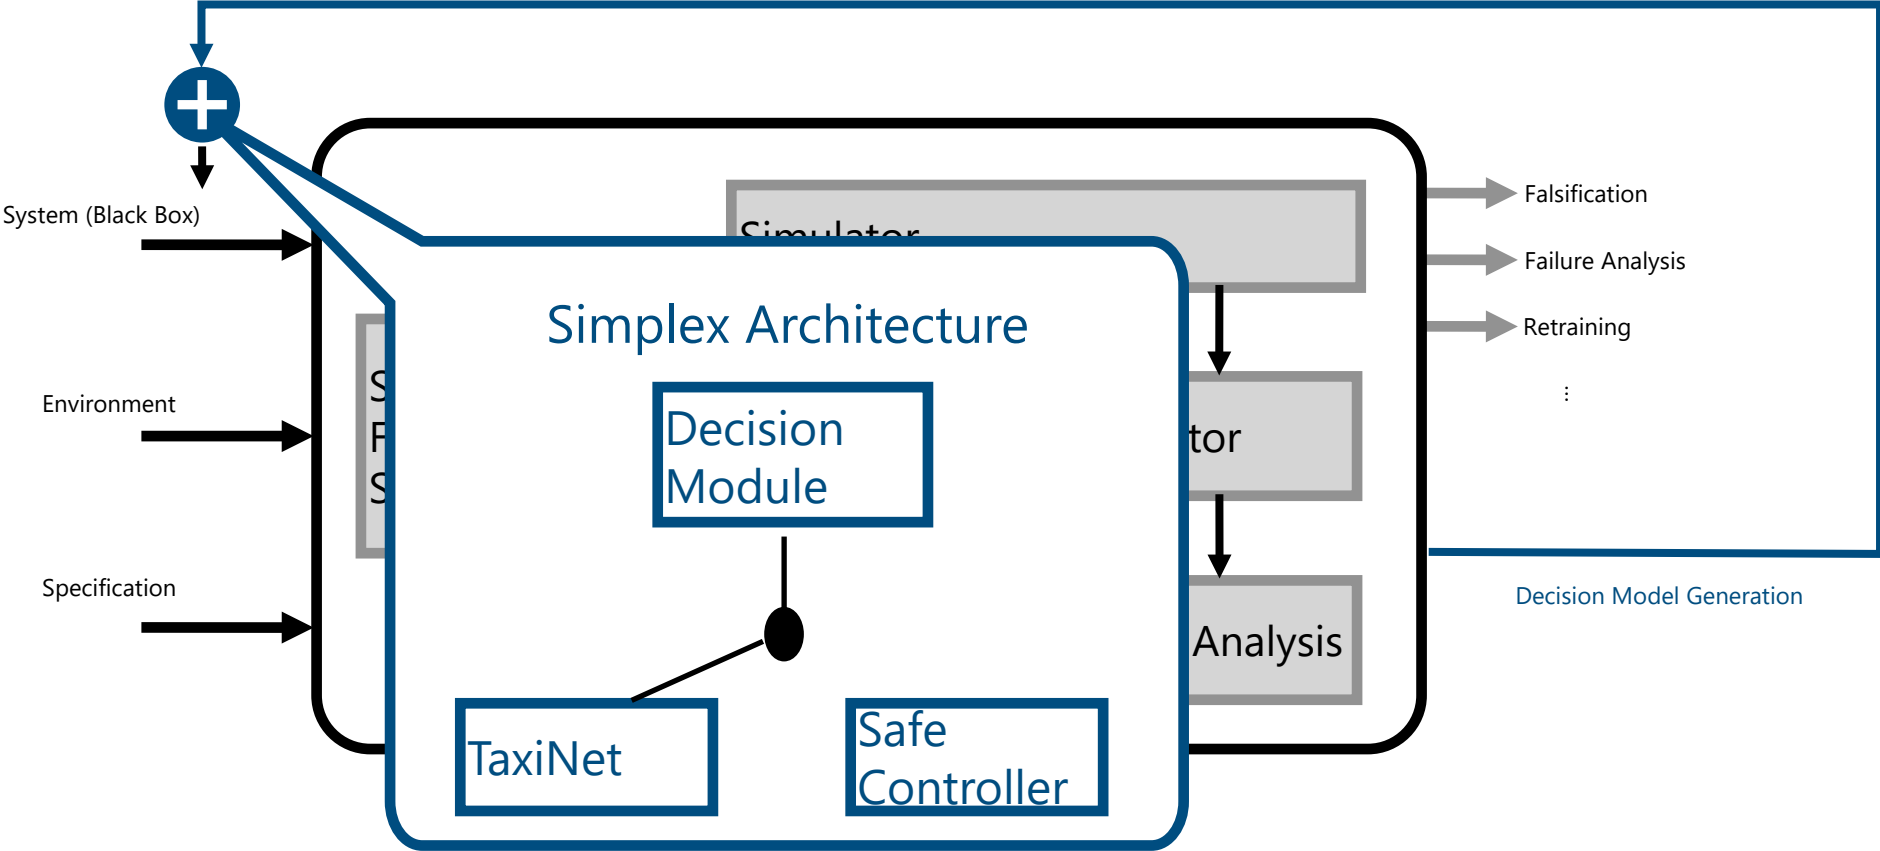 System (Black Box)
Environment
Specification
Simulator
S
F
S
Simplex Architecture
Decision
Module
TaxiNet
Safe
Controller
tor
Analysis
Falsification
Failure Analysis
Retraining
⋮
Decision Model Generation